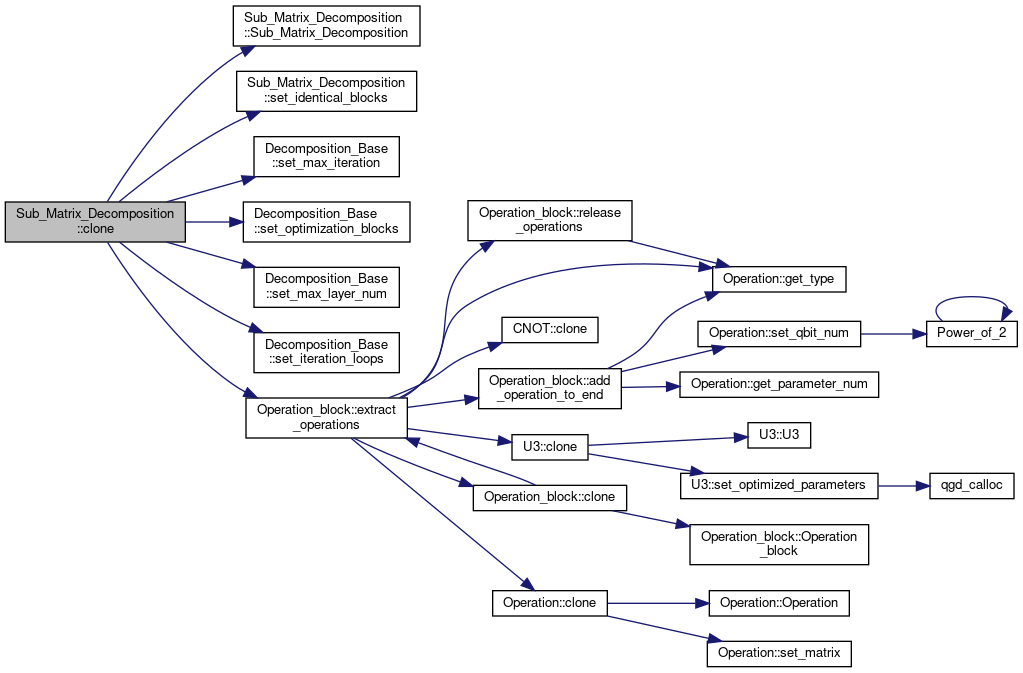 Sub_Matrix_Decomposition
::clone
Sub_Matrix_Decomposition
::Sub_Matrix_Decomposition
Sub_Matrix_Decomposition
::set_identical_blocks
Decomposition_Base
::set_max_iteration
Decomposition_Base
::set_optimization_blocks
Decomposition_Base
::set_max_layer_num
Decomposition_Base
::set_iteration_loops
Operation_block::extract
_operations
Operation_block::release
_operations
CNOT::clone
Operation_block::add
_operation_to_end
U3::clone
Operation_block::clone
Operation::clone
Operation::get_type
Operation::set_qbit_num
Operation::get_parameter_num
U3::U3
U3::set_optimized_parameters
Operation_block::Operation
_block
Operation::Operation
Operation::set_matrix
Power_of_2
qgd_calloc